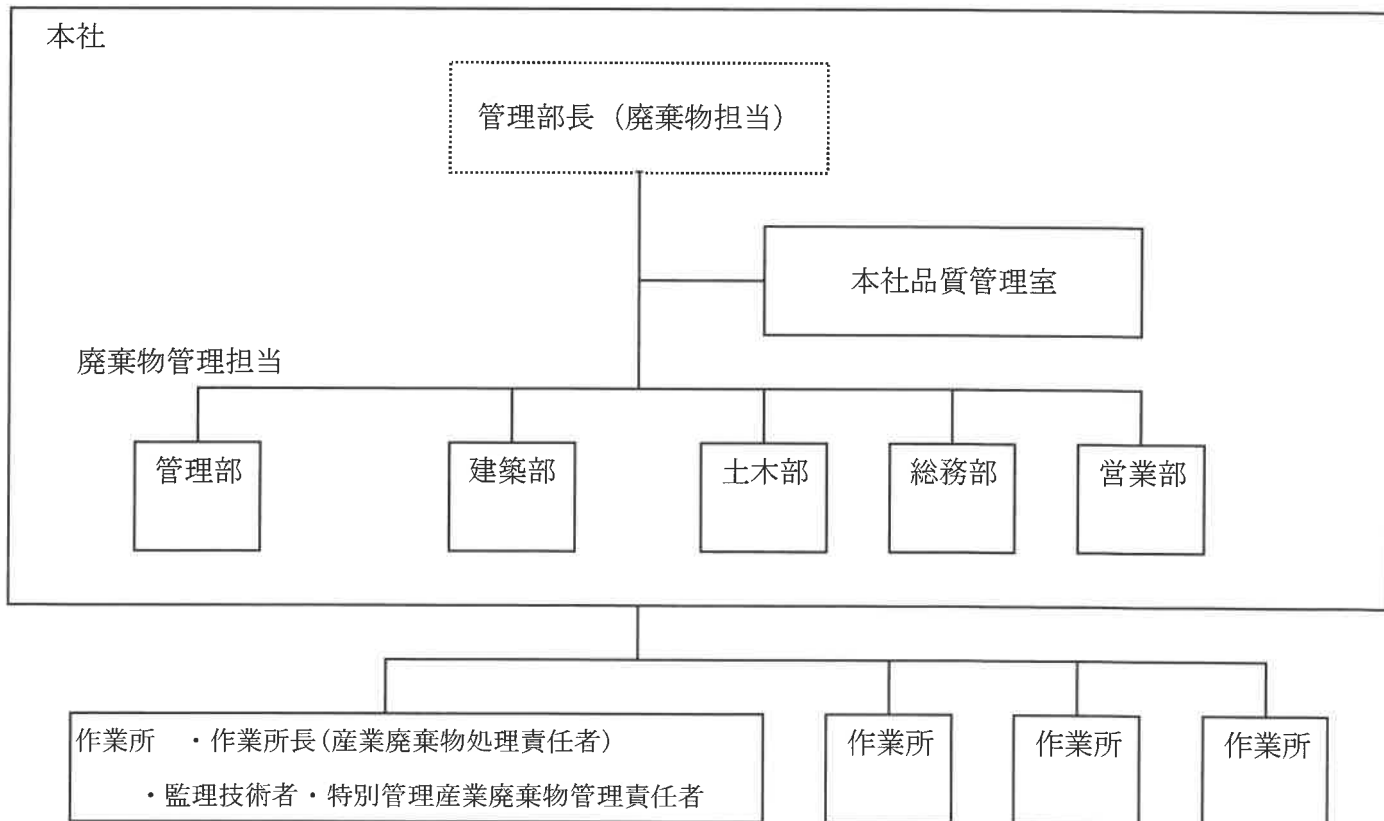 本社
管理部長（廃棄物担当）
本社品質管理室
廃棄物管理担当
管理部
建築部
土木部
総務部
営業部
作業所　・作業所長(産業廃棄物処理責任者)
・監理技術者・特別管理産業廃棄物管理責任者
作業所
作業所
作業所